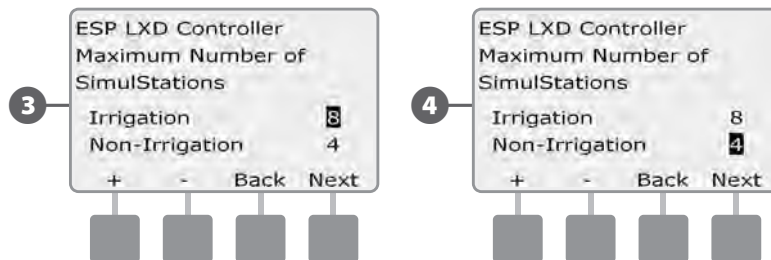 3
ESP LXD Controller
Maximum Number of
SimulStations
Irrigation 8
Non-Irrigation 4
+ - Back Next
4
ESP LXD Controller
Maximum Number of
SimulStations
Irrigation 8
Non-Irrigation 4
+ - Back Next